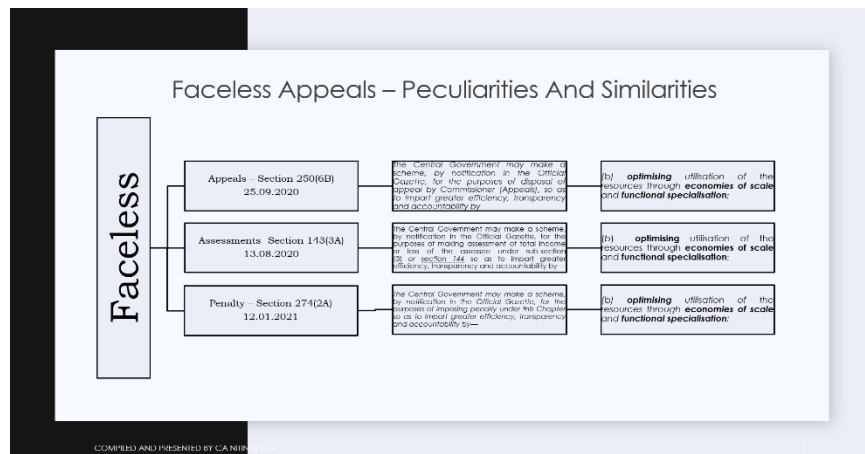 Faceless Appeals – Peculiarities And Similarities
Faceless
Appeals – Section 250(6B)
25.09.2020
The Central Government may make a
scheme, by notification in the Official
Gazette, for the purposes of disposal of
appeal by Commissioner (Appeals), so as
to impart greater efficiency, transparency
and accountability by
(b) optimising utilisation of the
resources through economies of scale
and functional specialisation;
Assessments Section 143(3A)
13.08.2020
The Central Government may make a scheme,
by notification in the Official Gazette, for the
purposes of making assessment of total income
or loss of the assessee under sub-section
(3) or section 144 so as to impart greater
efficiency, transparency and accountability by
(b) optimising utilisation of the
resources through economies of scale
and functional specialisation;
Penalty – Section 274(2A)
12.01.2021
The Central Government may make a scheme,
by notification in the Official Gazette, for the
purposes of imposing penalty under this Chapter
so as to impart greater efficiency, transparency
and accountability by—
(b) optimising utilisation of the
resources through economies of scale
and functional specialisation;
COMPILED AND PRESENTED BY CA NITIN